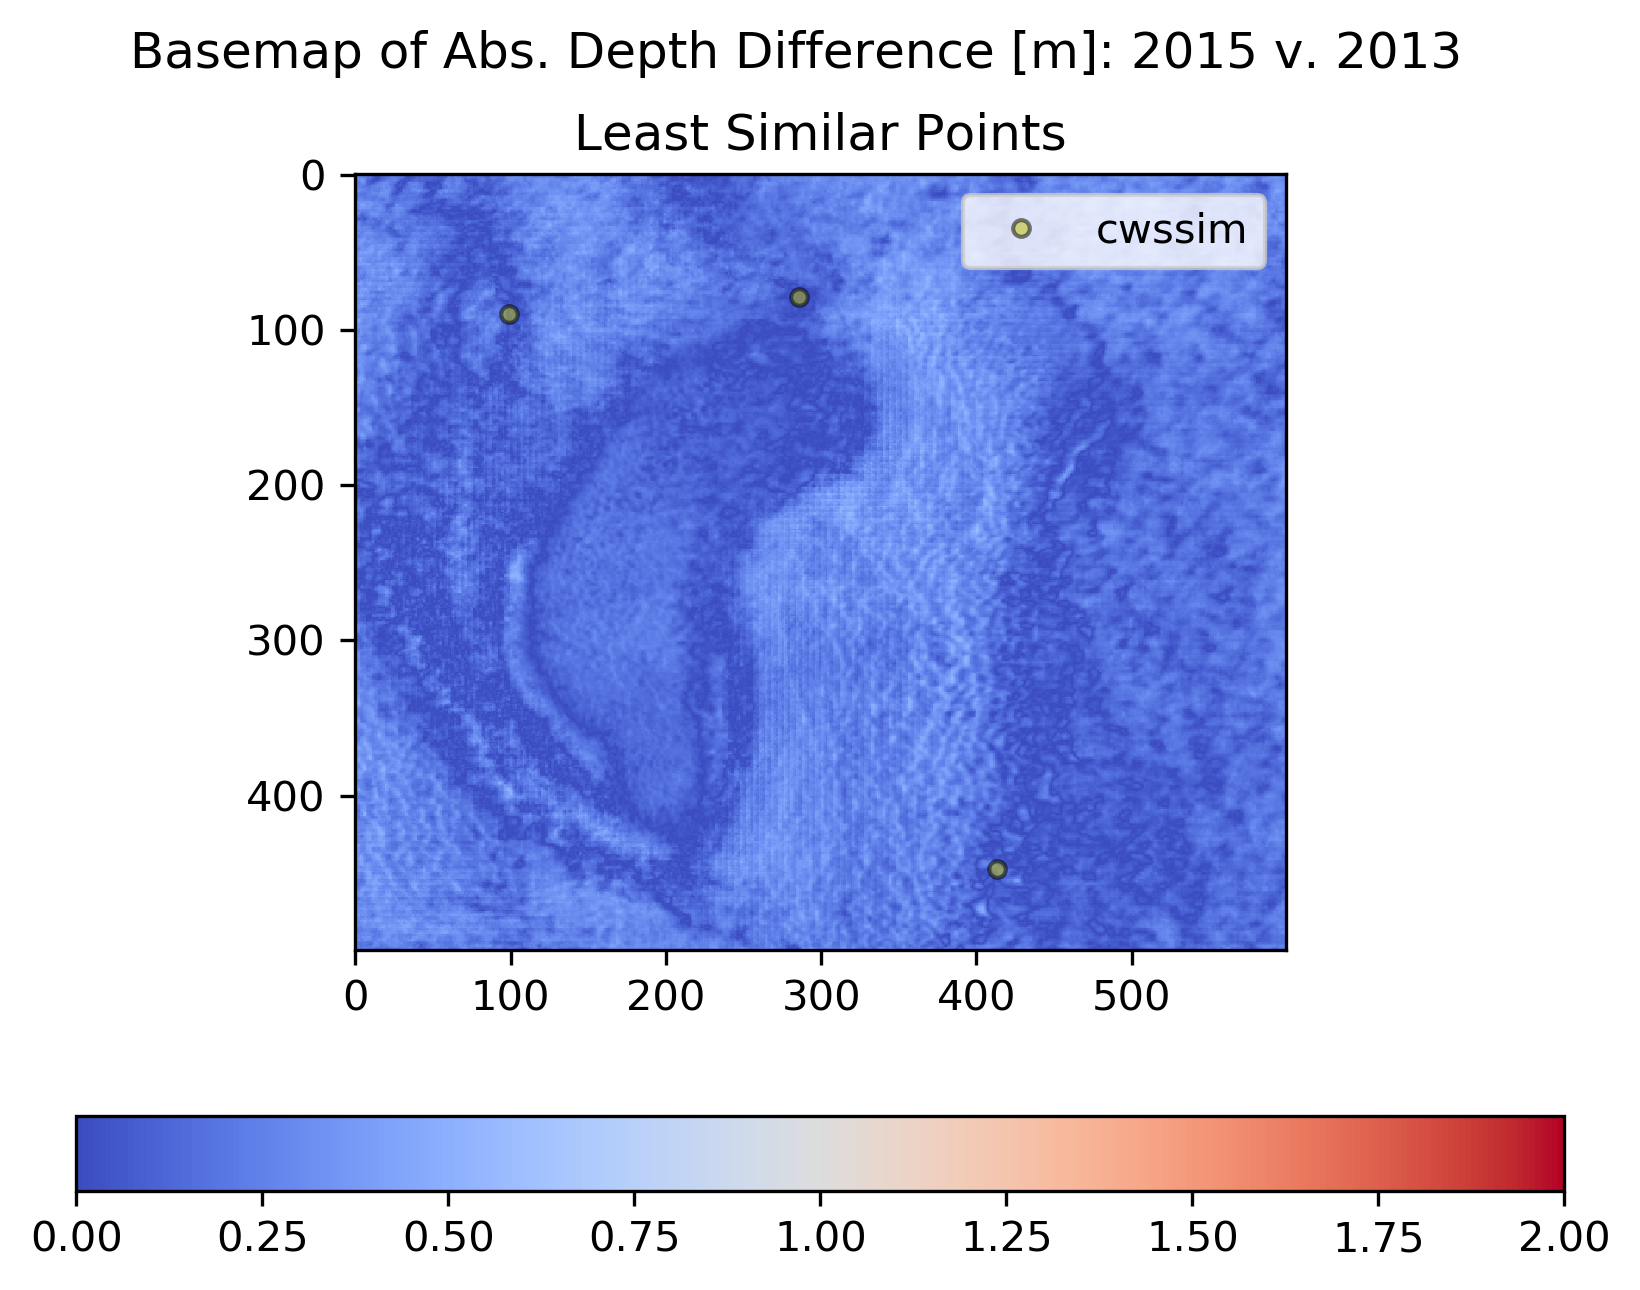 Basemap of Abs. Depth Difference [m]: 2015 v. 2013
Least Similar Points
cwssim
0
100
200
300
400
0 100 200 300 400 500
0.00 0.25 0.50 0.75 1.00 1.25 1.50 1.75 2.00